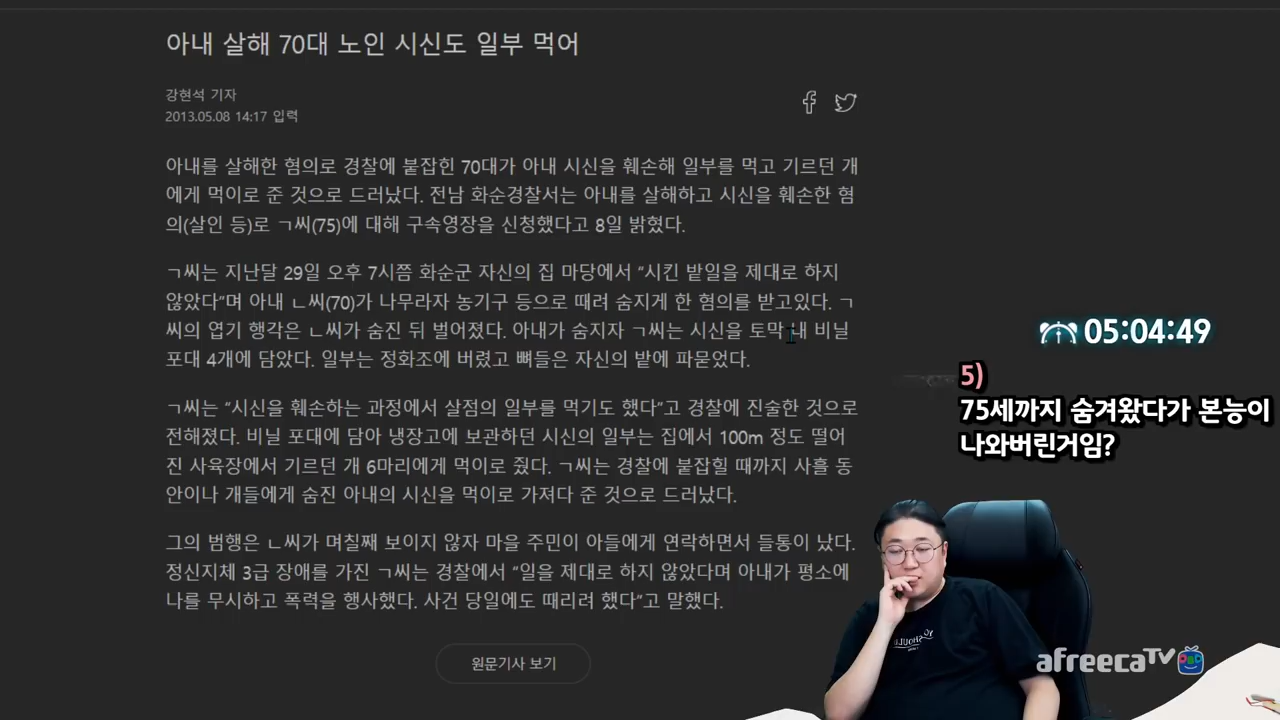 아내 살해 70대 노인 시신도 일부 먹어
강현석 기자
2013.05.08 14:17 입력
아내를 살해한 혐의로 경찰에 붙잡힌 70대가 아내 시신을 훼손해 일부를 먹고 기르던 개
에게 먹이로 준 것으로 드러났다. 전남 화순경찰서는 아내를 살해하고 시신을 훼손한 혐
의(살인 등)로 ㄱ씨(75)에 대해 구속영장을 신청했다고 8일 밝혔다.
ㄱ씨는 지난달 29일 오후 7시쯤 화순군 자신의 집 마당에서 “시킨 밭일을 제대로 하지
않았다”며 아내 ㄴ씨(70)가 나무라자 농기구 등으로 때려 숨지게 한 혐의를 받고있다. ㄱ
씨의 엽기 행각은 ㄴ씨가 숨진 뒤 벌어졌다. 아내가 숨지자 ㄱ씨는 시신을 토막 내 비닐
포대 4개에 담았다. 일부는 정화조에 버렸고 뼈들은 자신의 밭에 파묻었다.
ㄱ씨는 “시신을 훼손하는 과정에서 살점의 일부를 먹기도 했다”고 경찰에 진술한 것으로
전해졌다. 비닐 포대에 담아 냉장고에 보관하던 시신의 일부는 집에서 100m 정도 떨어
진 사육장에서 기르던 개 6마리에게 먹이로 줬다. ㄱ씨는 경찰에 붙잡힐 때까지 사흘 동
안이나 개들에게 숨진 아내의 시신을 먹이로 가져다 준 것으로 드러났다.
그의 범행은 ㄴ씨가 며칠째 보이지 않자 마을 주민이 아들에게 연락하면서 들통이 났다.
정신지체 3급 장애를 가진 ㄱ씨는 경찰에서 “일을 제대로 하지 않았다며 아내가 평소에
나를 무시하고 폭력을 행사했다. 사건 당일에도 때리려 했다”고 말했다.
원문기사 보기
05:04:49
5)
75세까지 숨겨왔다가 본능이
나와버린거임?
afreecaTV